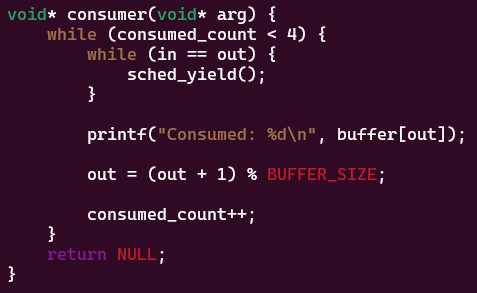 void* consumer(void* arg) {
    while (consumed_count < 4) {
        while (in == out) {
            sched_yield();
        }

        printf("Consumed: %d\n", buffer[out]);

        out = (out + 1) % BUFFER_SIZE;

        consumed_count++;
    }
    return NULL;
}